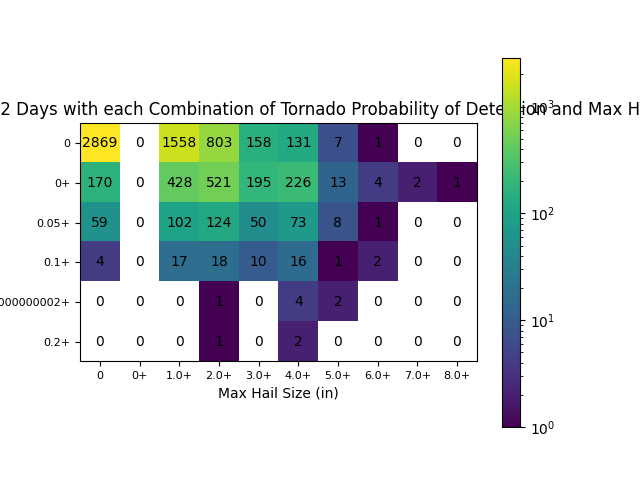 2 Days with each Combination of Tornado Probability of Detection and Max H
0 2869 0 1558 803 158 131 7 1 0 0
0+ 170 0 428 521 195 226 13 4 2 1
0.05+ 59 0 102 124 50 73 8 1 0 0
0.1+ 4 0 17 18 10 16 1 2 0 0
000000002+ 0 0 0 1 0 4 2 0 0 0
0.2+ 0 0 0 1 0 2 0 0 0 0
0 0+ 1.0+ 2.0+ 3.0+ 4.0+ 5.0+ 6.0+ 7.0+ 8.0+
Max Hail Size (in)
10³
10²
10¹
10⁰